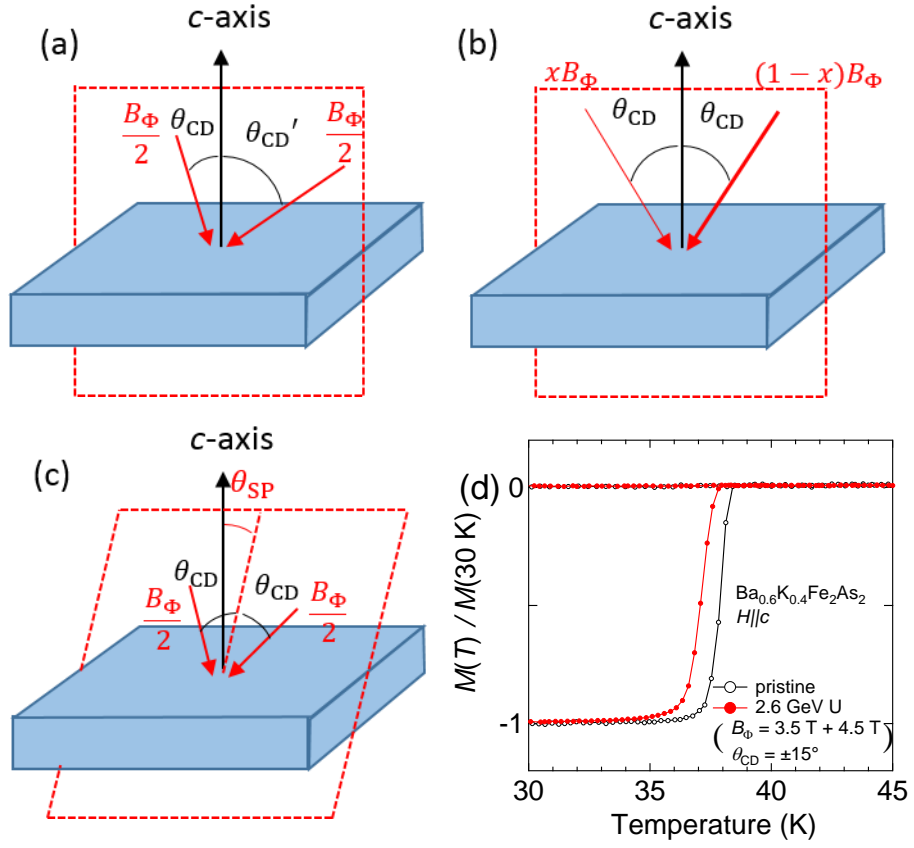 (a)
c-axis
B_Φ/2
θ_CD
θ_CD′
B_Φ/2
(b)
c-axis
xB_Φ
(1 − x)B_Φ
θ_CD
θ_CD
(c)
c-axis
θ_SP
θ_CD
θ_CD
B_Φ/2
B_Φ/2
(d)
0
-1
M(T) / M(30 K)
Ba0.6K0.4Fe2As2
H||c
pristine
2.6 GeV U
( B_Φ = 3.5 T + 4.5 T )
θ_CD = ±15°
30
35
40
45
Temperature (K)